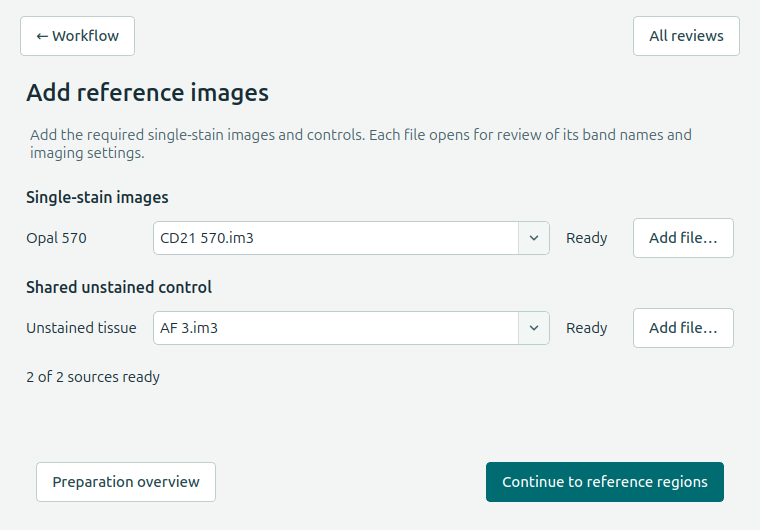 ← Workflow
All reviews
Add reference images
Add the required single-stain images and controls. Each file opens for review of its band names and
imaging settings.
Single-stain images
Opal 570
CD21 570.im3
Ready
Add file...
Shared unstained control
Unstained tissue
AF 3.im3
Ready
Add file...
2 of 2 sources ready
Preparation overview
Continue to reference regions